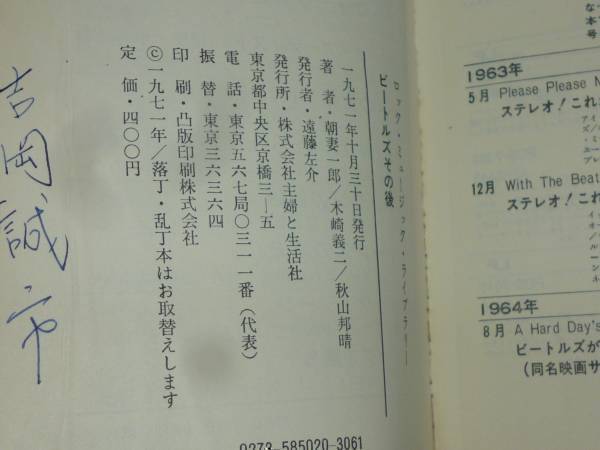 ロック・ミュージック・ライブラリー
ビートルズその後
一九七一年十月三十日発行
著者・朝妻一郎/木崎義二/秋山邦晴
発行者・遠藤左介
発行所・株式会社主婦と生活社
東京都中央区京橋三ー五
電話・東京五六七局〇三一一番(代表)
振替・東京三六三六四
印刷・凸版印刷株式会社
©一九七一年/落丁・乱丁本はお取替えします
定価・四〇〇円
0273-585020-3061
吉岡誠
1963年
5月 Please Please
ステレオ!これ
12月 With The Beat
ステレオ!これ
1964年
8月 A Hard Day's
ビートルズが
(同名映画サ